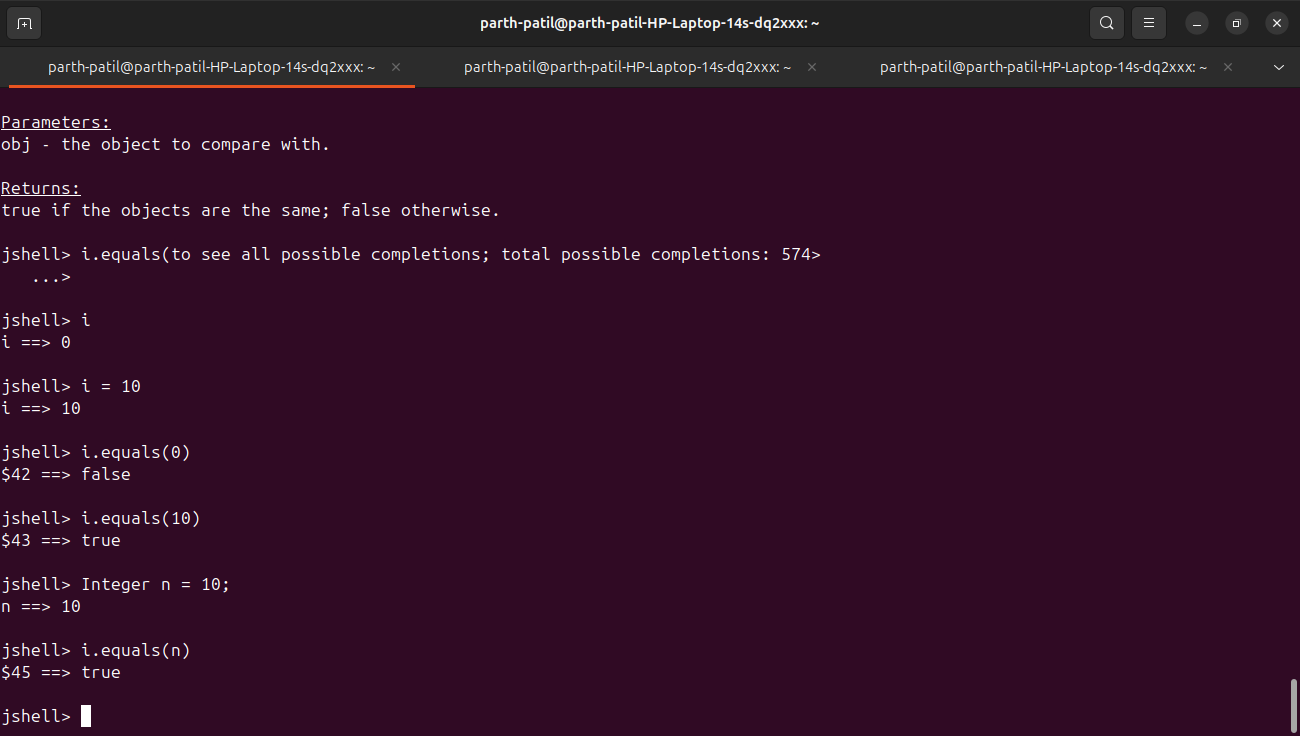 parth-patil@parth-patil-HP-Laptop-14s-dq2xxx: ~
parth-patil@parth-patil-HP-Laptop-14s-dq2xxx: ~ × parth-patil@parth-patil-HP-Laptop-14s-dq2xxx: ~ × parth-patil@parth-patil-HP-Laptop-14s-dq2xxx: ~ ×
Parameters:
obj - the object to compare with.
Returns:
true if the objects are the same; false otherwise.
jshell> i.equals(to see all possible completions; total possible completions: 574>
   ...>
jshell> i
i ==> 0
jshell> i = 10
i ==> 10
jshell> i.equals(0)
$42 ==> false
jshell> i.equals(10)
$43 ==> true
jshell> Integer n = 10;
n ==> 10
jshell> i.equals(n)
$45 ==> true
jshell>